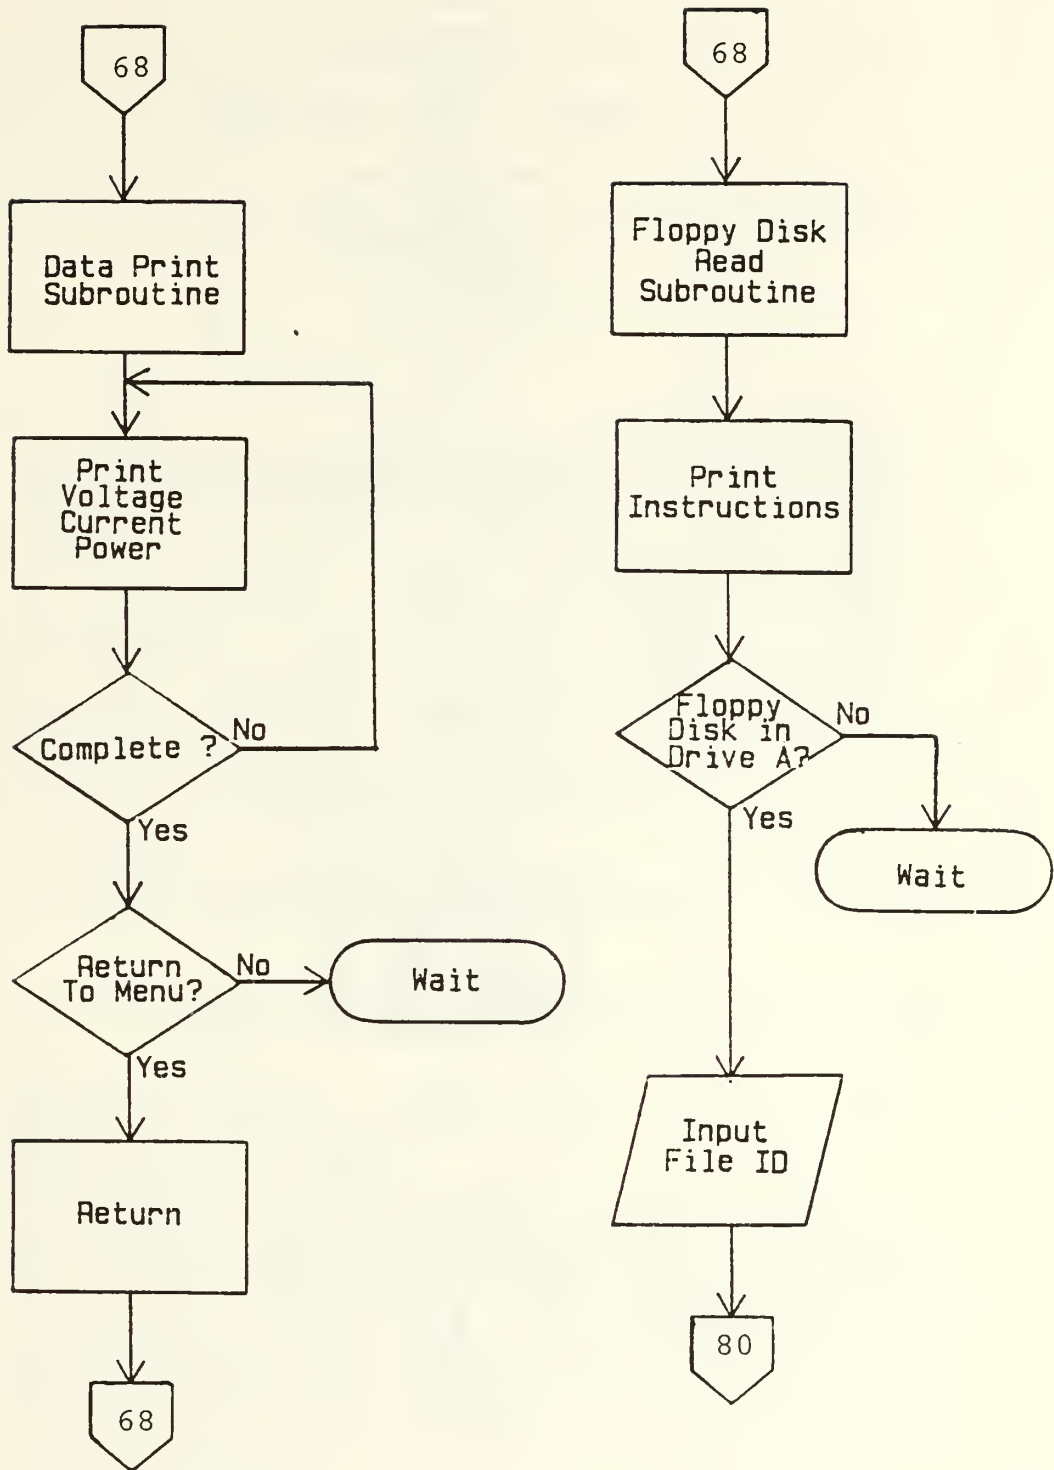 68
Data Print
Subroutine
Print
Voltage
Current
Power
Complete ?
No
Yes
Return
To Menu?
No
Wait
Yes
Return
68
68
Floppy Disk
Read
Subroutine
Print
Instructions
Floppy
Disk in
Drive A?
No
Yes
Wait
Input
File ID
80